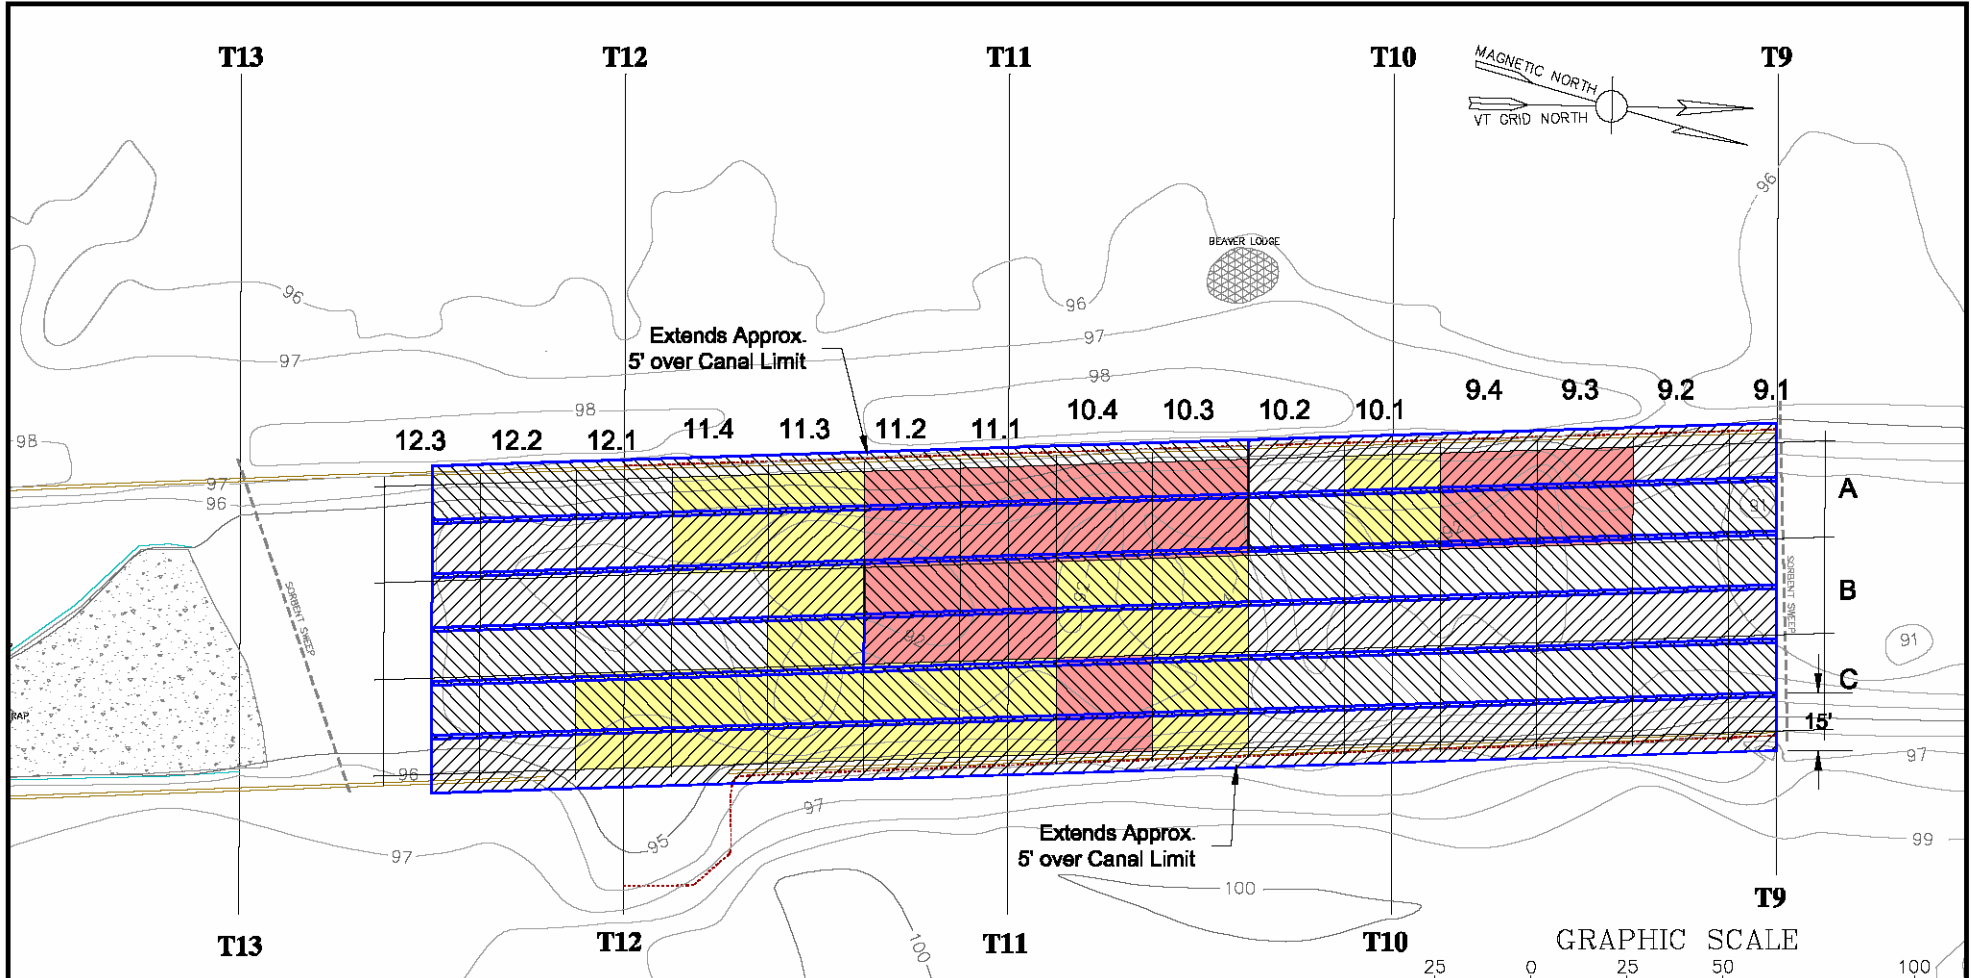 T13
T12
T11
T10
T9
MAGNETIC NORTH
VT GRID NORTH
96
BEAVER LODGE
96
96
97
97
98
98
98
Extends Approx.
5' over Canal Limit
12.3
12.2
12.1
11.4
11.3
11.2
11.1
10.4
10.3
10.2
10.1
9.4
9.3
9.2
9.1
97
96
A
91
92
SORBENT SWEEP
SORBENT SWEEP
B
92
91
C
RAP
15'
96
97
97
95
97
99
Extends Approx.
5' over Canal Limit
100
100
T13
T12
T11
T10
T9
GRAPHIC SCALE
25
0
25
50
100